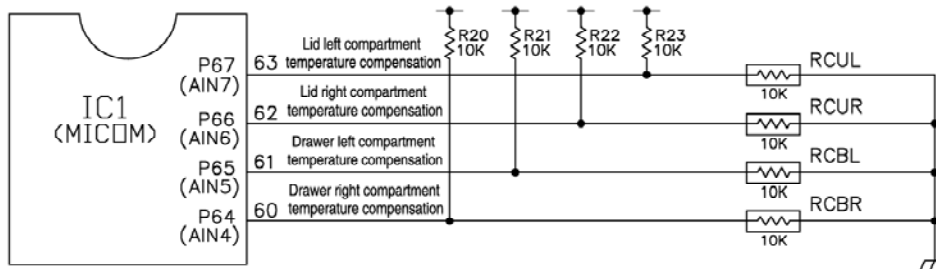 R20
10K
R21
10K
R22
10K
R23
10K
P67
(AIN7)
63
Lid left compartment
temperature compensation
RCUL
10K
IC1
(MICOM)
P66
(AIN6)
62
Lid right compartment
temperature compensation
RCUR
10K
P65
(AIN5)
61
Drawer left compartment
temperature compensation
RCBL
10K
P64
(AIN4)
60
Drawer right compartment
temperature compensation
RCBR
10K